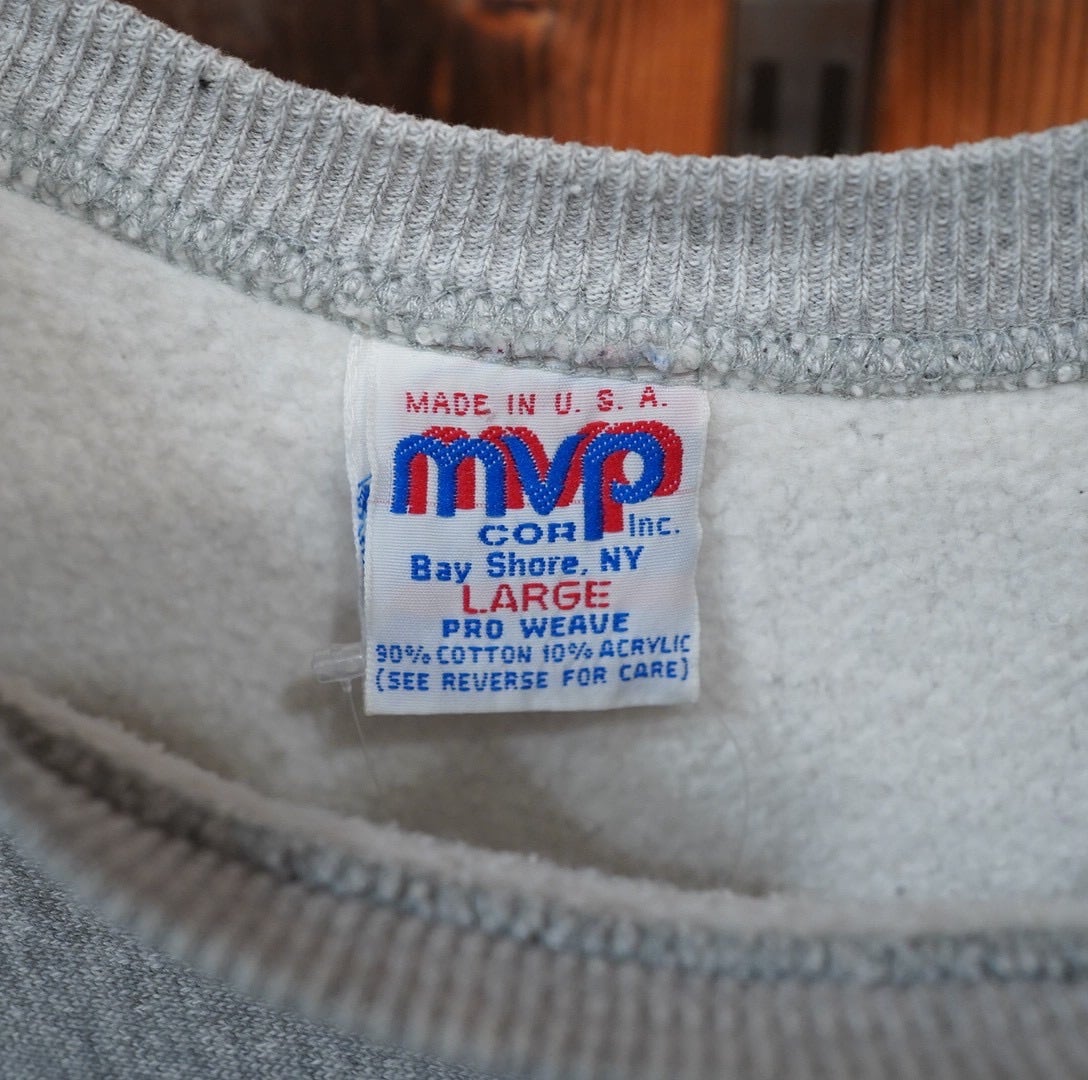 MADE IN U. S. A.
mvp
CORP Inc.
Bay Shore, NY
LARGE
PRO WEAVE
90% COTTON 10% ACRYLIC
(SEE REVERSE FOR CARE)